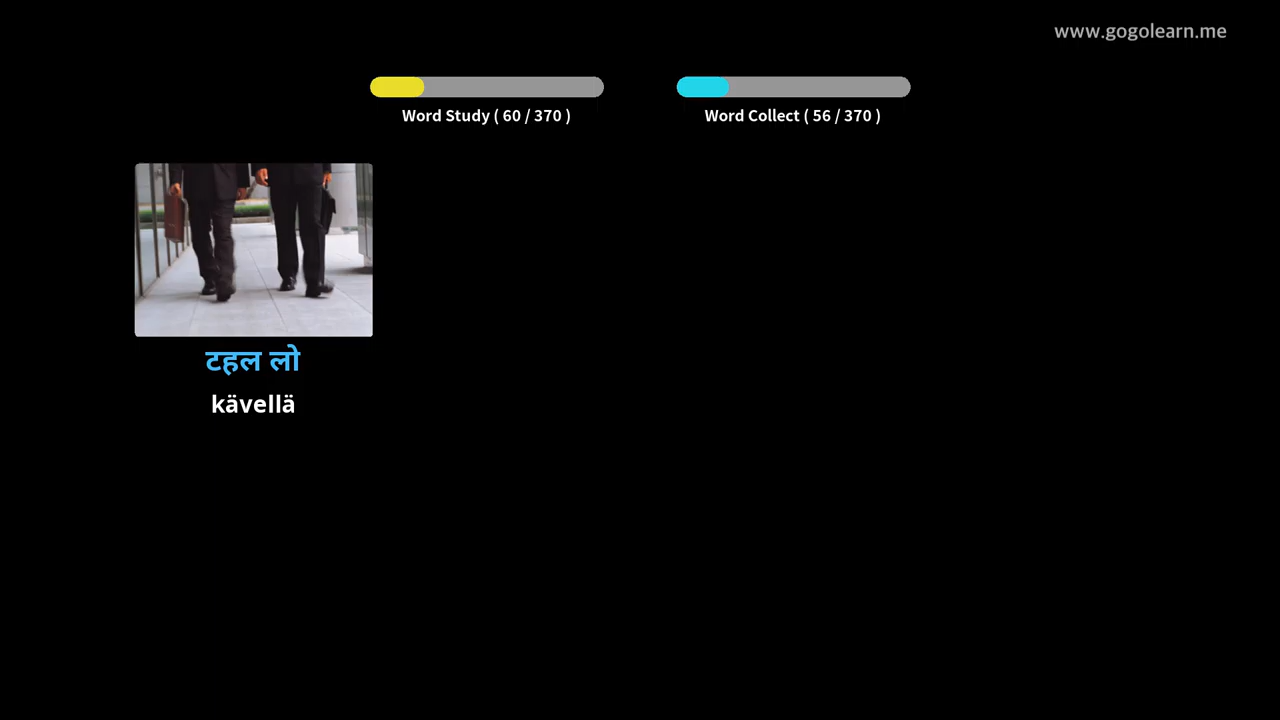 www.gogolearn.me
Word Study ( 60 / 370 )
Word Collect ( 56 / 370 )
टहल लो
kävellä